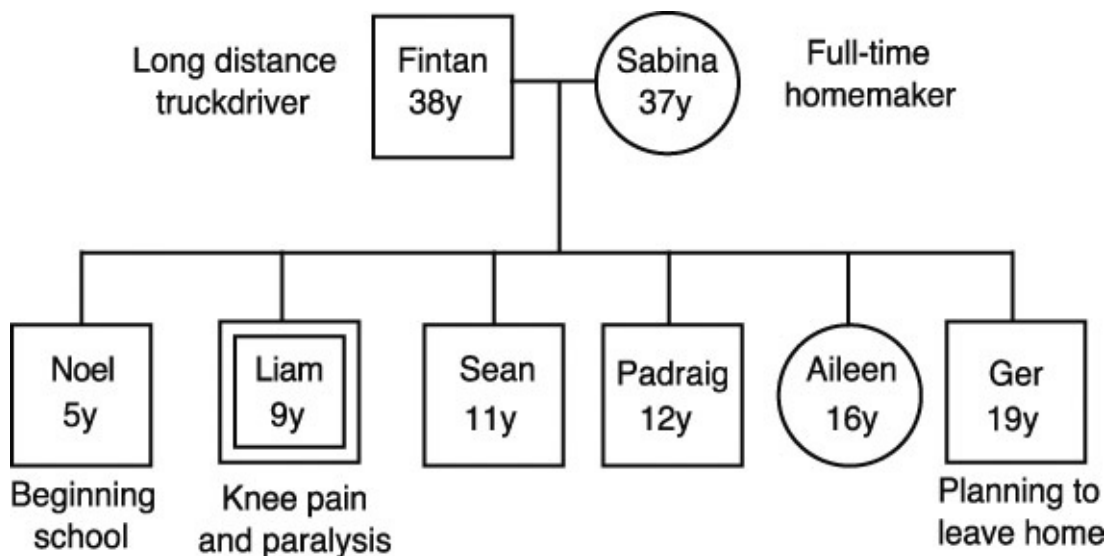 Long distance
truckdriver
Fintan
38y
Sabina
37y
Full-time
homemaker
Noel
5y
Liam
9y
Sean
11y
Padraig
12y
Aileen
16y
Ger
19y
Beginning
school
Knee pain
and paralysis
Planning to
leave home